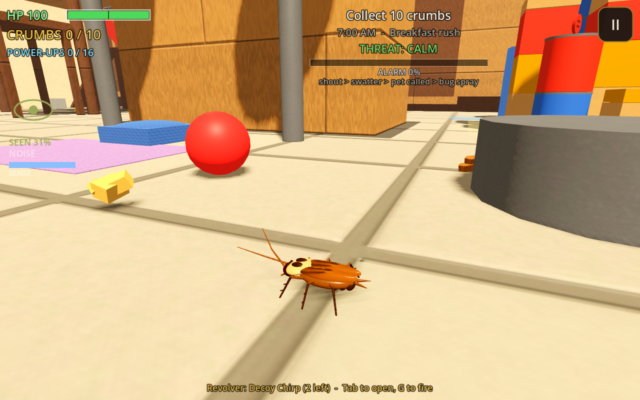 HP 100
CRUMBS 0 / 10
POWER-UPS 0 / 16
Collect 10 crumbs
7:00 AM - Breakfast rush
THREAT: CALM
ALARM 0%
shout > swatter > pet called > bug spray
SEEN 31%
NOISE
Revolver: Decoy Chirp (2 left) - Tab to open, G to fire